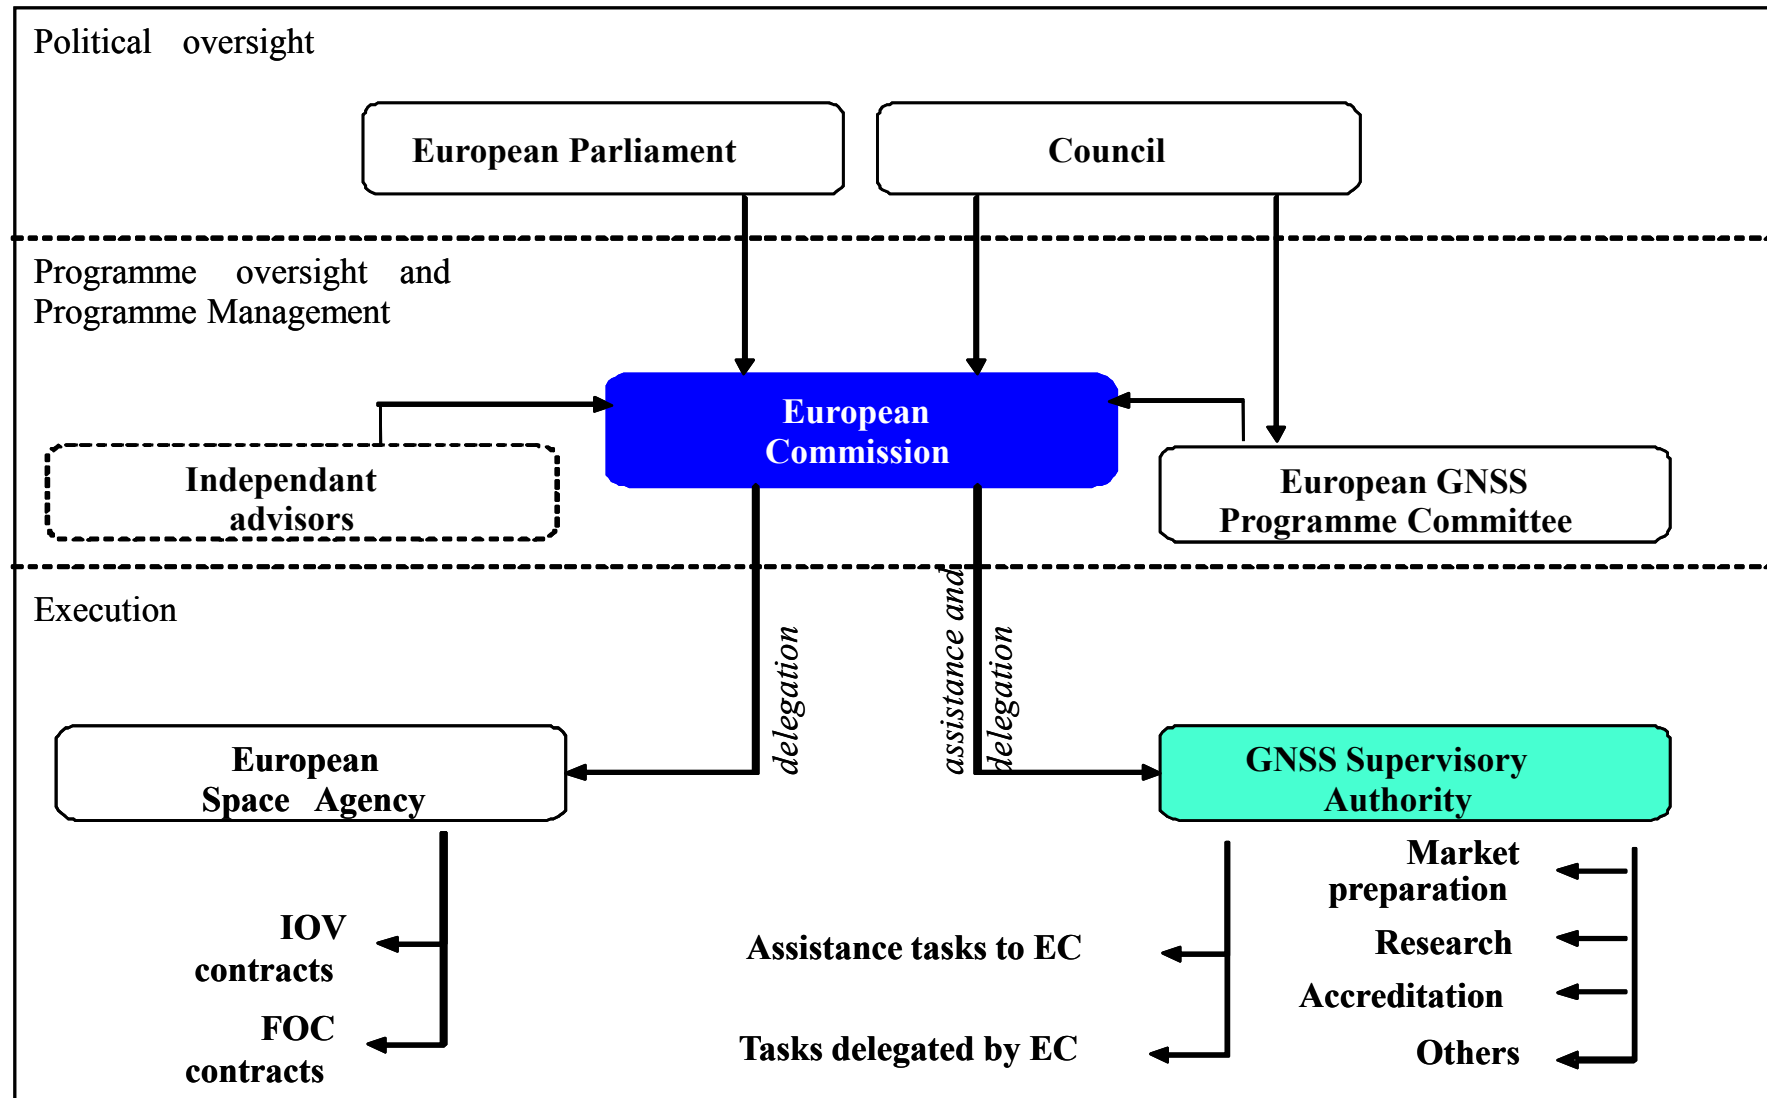 Political oversight
European Parliament
Council
Programme oversight and
Programme Management
European
Commission
Independant
advisors
European GNSS
Programme Committee
Execution
delegation
assistance and
delegation
European
Space Agency
GNSS Supervisory
Authority
IOV
contracts
FOC
contracts
Assistance tasks to EC
Tasks delegated by EC
Market
preparation
Research
Accreditation
Others